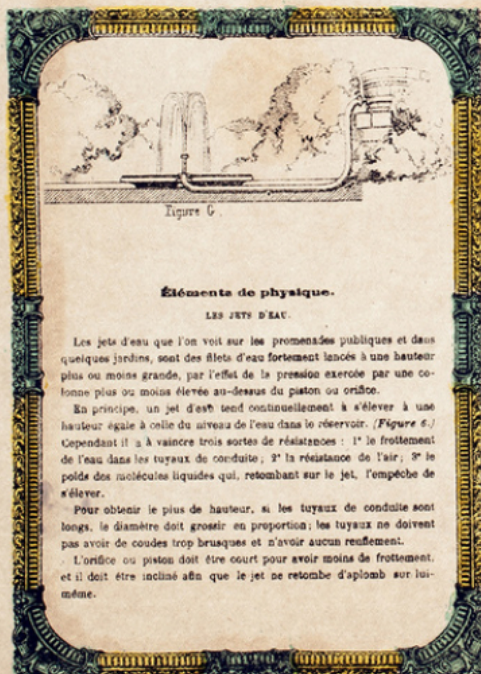 Figure 6
Éléments de physique.
LES JETS D'EAU.
Les jets d'eau que l'on voit sur les promenades publiques et dans
quelques jardins, sont des filets d'eau fortement lancés à une hauteur
plus ou moins grande, par l'effet de la pression exercée par une co-
lonne plus ou moins élevée au-dessus du piston ou orifice.
En principe, un jet d'eau tend continuellement à s'élever à une
hauteur égale à celle du niveau de l'eau dans le réservoir. (Figure 6.)
Cependant il a à vaincre trois sortes de résistances : 1° le frottement
de l'eau dans les tuyaux de conduite; 2° la résistance de l'air; 3° le
poids des molécules liquides qui, retombant sur le jet, l'empêche de
s'élever.
Pour obtenir le plus de hauteur, si les tuyaux de conduite sont
longs, le diamètre doit grossir en proportion; les tuyaux ne doivent
pas avoir de coudes trop brusques et n'avoir aucun renflement.
L'orifice ou piston doit être court pour avoir moins de frottement,
et il doit être incliné afin que le jet ne retombe d'aplomb sur lui-
même.